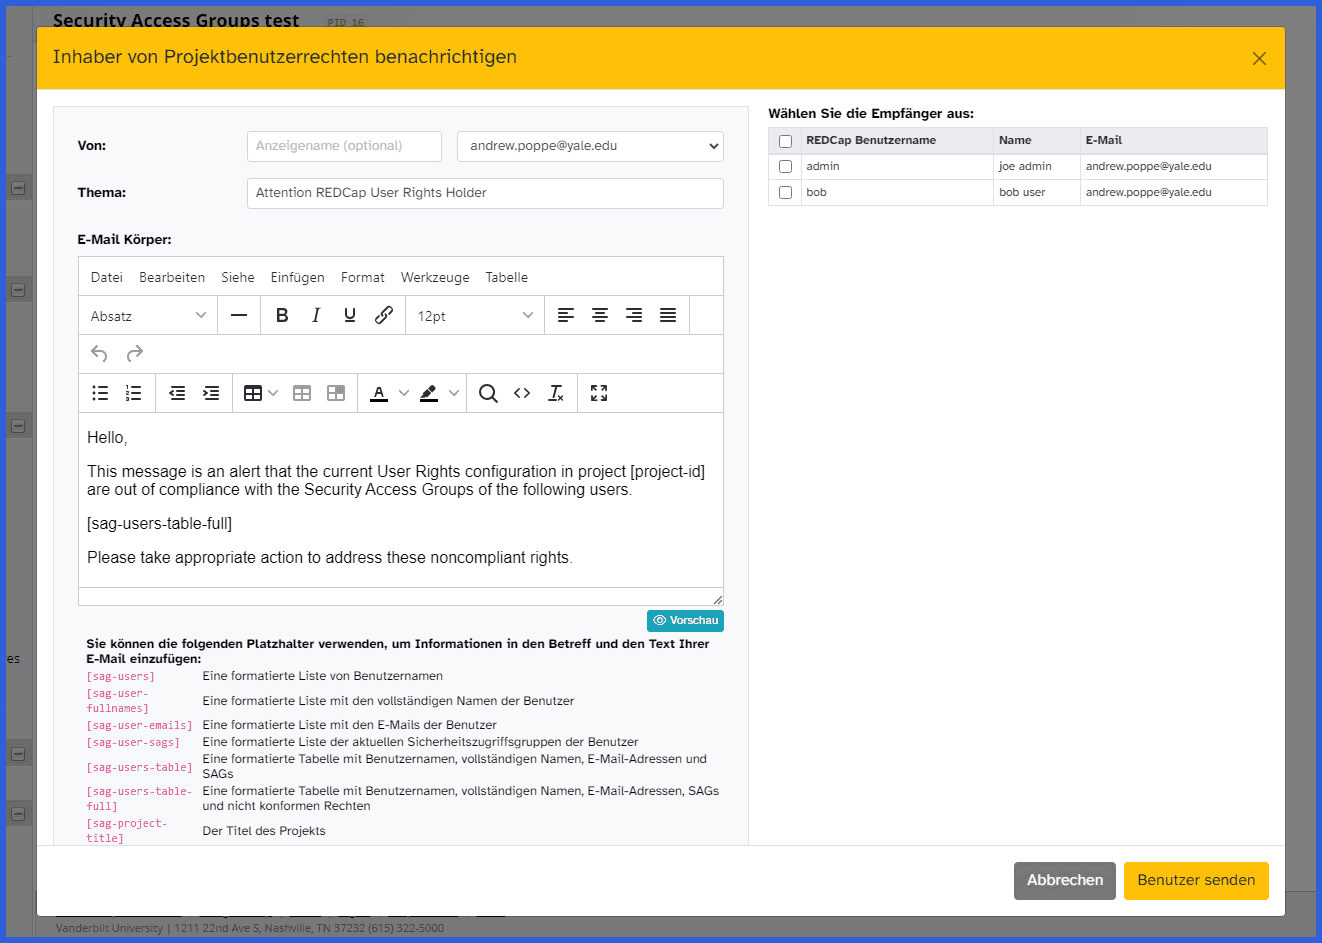 Security Access Groups test PID 16
Inhaber von Projektbenutzerrechten benachrichtigen
Von:
Anzeigename (optional)
andrew.poppe@yale.edu
Thema:
Attention REDCap User Rights Holder
E-Mail Körper:
Datei Bearbeiten Siehe Einfügen Format Werkzeuge Tabelle
Absatz
12pt
Hello,
This message is an alert that the current User Rights configuration in project [project-id]
are out of compliance with the Security Access Groups of the following users.
[sag-users-table-full]
Please take appropriate action to address these noncompliant rights.
Vorschau
Sie können die folgenden Platzhalter verwenden, um Informationen in den Betreff und den Text Ihrer
E-Mail einzufügen:
[sag-users] Eine formatierte Liste von Benutzernamen
[sag-user-
fullnames] Eine formatierte Liste mit den vollständigen Namen der Benutzer
[sag-user-emails] Eine formatierte Liste mit den E-Mails der Benutzer
[sag-user-sags] Eine formatierte Liste der aktuellen Sicherheitszugriffsgruppen der Benutzer
[sag-users-table] Eine formatierte Tabelle mit Benutzernamen, vollständigen Namen, E-Mail-Adressen und
SAGs
[sag-users-table- Eine formatierte Tabelle mit Benutzernamen, vollständigen Namen, E-Mail-Adressen, SAGs
full] und nicht konformen Rechten
[sag-project-
title] Der Titel des Projekts
Wählen Sie die Empfänger aus:
REDCap Benutzername Name E-Mail
admin joe admin andrew.poppe@yale.edu
bob bob user andrew.poppe@yale.edu
Abbrechen
Benutzer senden
es
Vanderbilt University | 1211 22nd Ave S, Nashville, TN 37232 (615) 322-5000